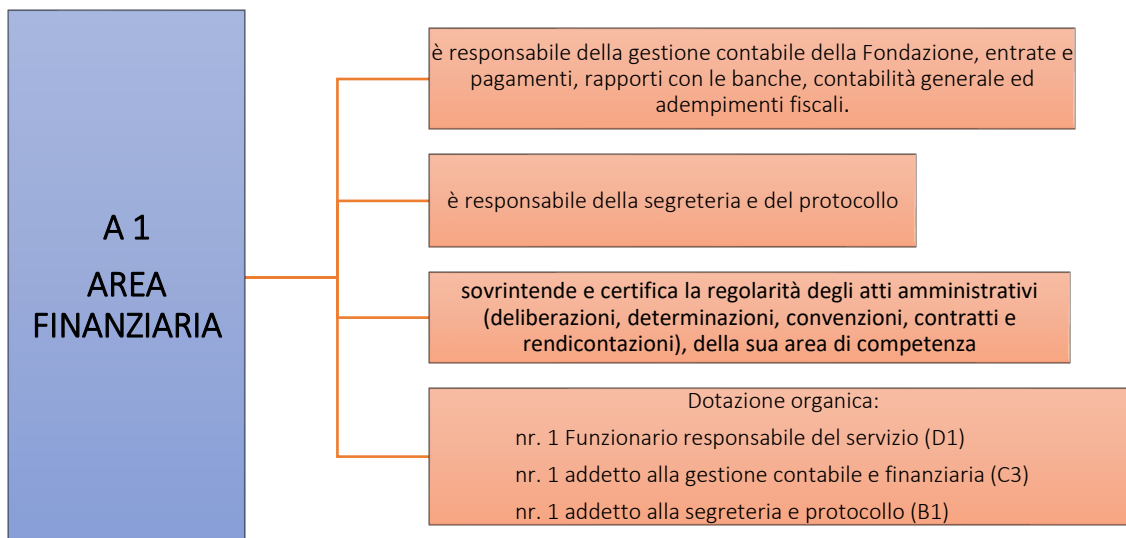 A 1
AREA
FINANZIARIA
è responsabile della gestione contabile della Fondazione, entrate e
pagamenti, rapporti con le banche, contabilità generale ed
adempimenti fiscali.
è responsabile della segreteria e del protocollo
sovrintende e certifica la regolarità degli atti amministrativi
(deliberazioni, determinazioni, convenzioni, contratti e
rendicontazioni), della sua area di competenza
Dotazione organica:
nr. 1 Funzionario responsabile del servizio (D1)
nr. 1 addetto alla gestione contabile e finanziaria (C3)
nr. 1 addetto alla segreteria e protocollo (B1)